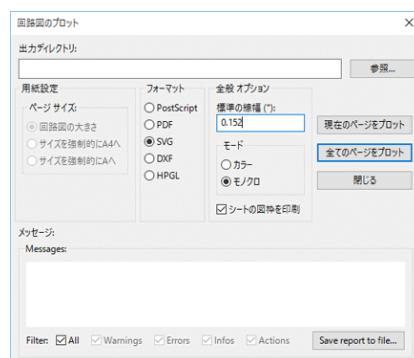 回路図のプロット
出力ディレクトリ:
参照...
用紙設定
ページ サイズ:
回路図の大きさ
サイズを強制的にA4へ
サイズを強制的にAへ
フォーマット
PostScript
PDF
SVG
DXF
HPGL
全般 オプション
標準の線幅 ("):
0.152
モード
カラー
モノクロ
シートの図枠を印刷
現在のページをプロット
全てのページをプロット
閉じる
メッセージ:
Messages:
Filter: All Warnings Errors Infos Actions
Save report to file...